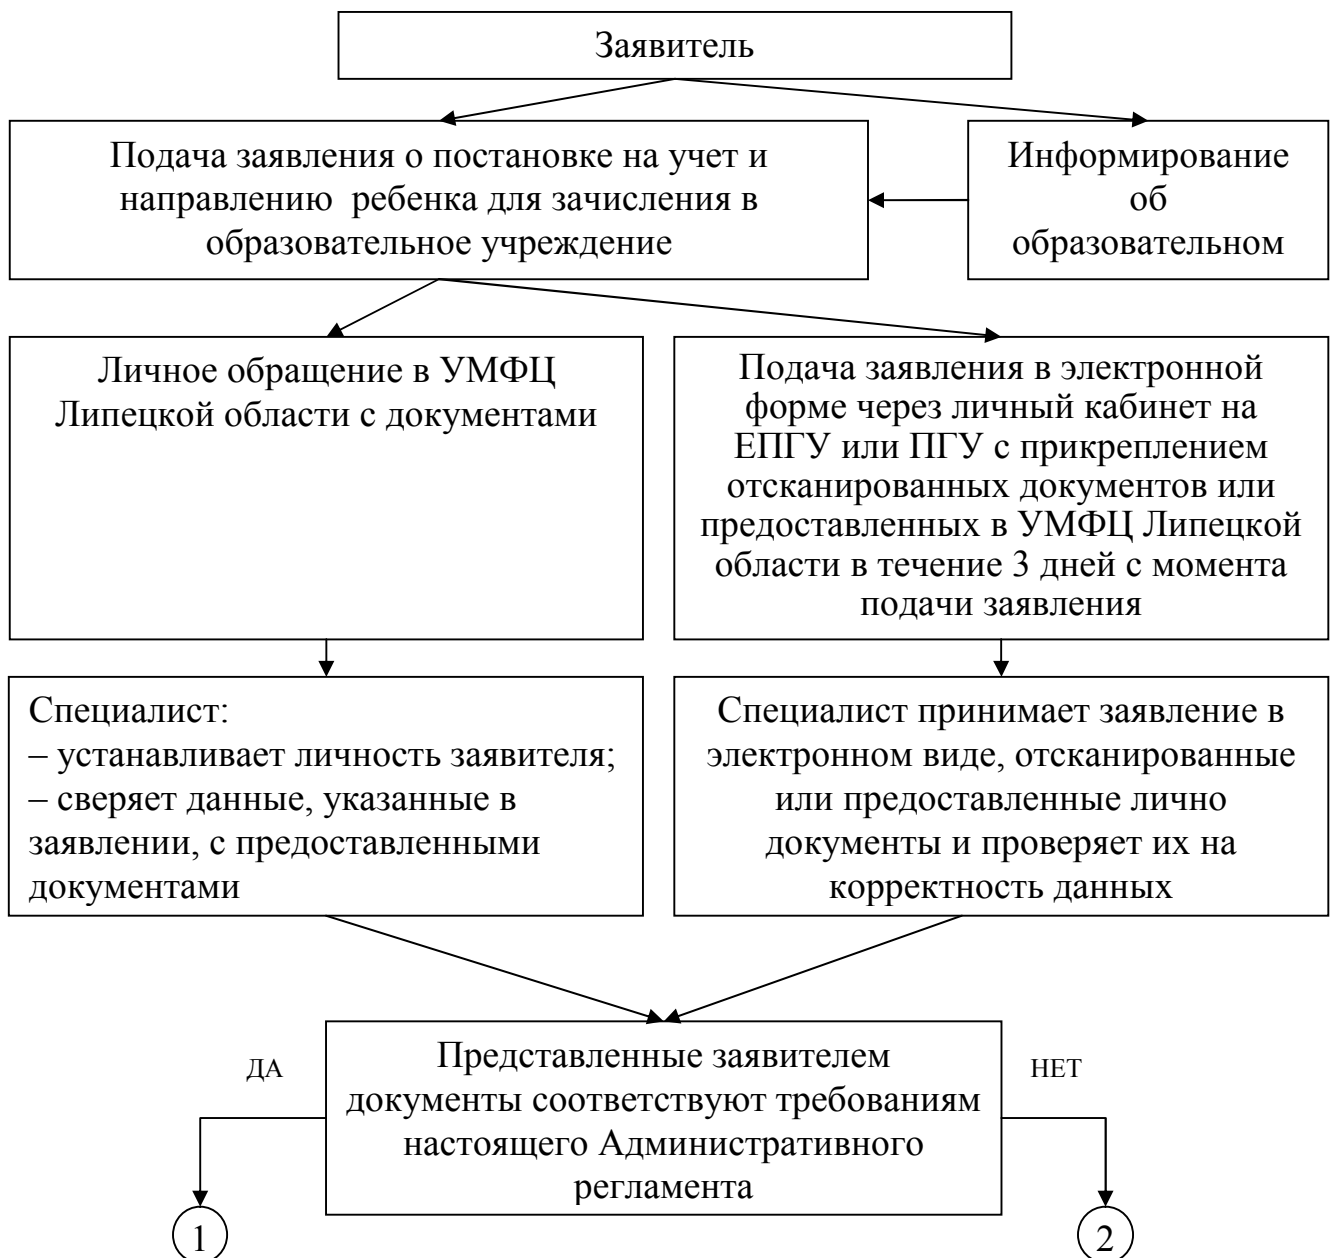 Заявитель
Подача заявления о постановке на учет и
направлению ребенка для зачисления в
образовательное учреждение
Информирование
об
образовательном
Личное обращение в УМФЦ
Липецкой области с документами
Подача заявления в электронной
форме через личный кабинет на
ЕПГУ или ПГУ с прикреплением
отсканированных документов или
предоставленных в УМФЦ Липецкой
области в течение 3 дней с момента
подачи заявления
Специалист:
– устанавливает личность заявителя;
– сверяет данные, указанные в
заявлении, с предоставленными
документами
Специалист принимает заявление в
электронном виде, отсканированные
или предоставленные лично
документы и проверяет их на
корректность данных
ДА
Представленные заявителем
документы соответствуют требованиям
настоящего Административного
регламента
НЕТ
1
2